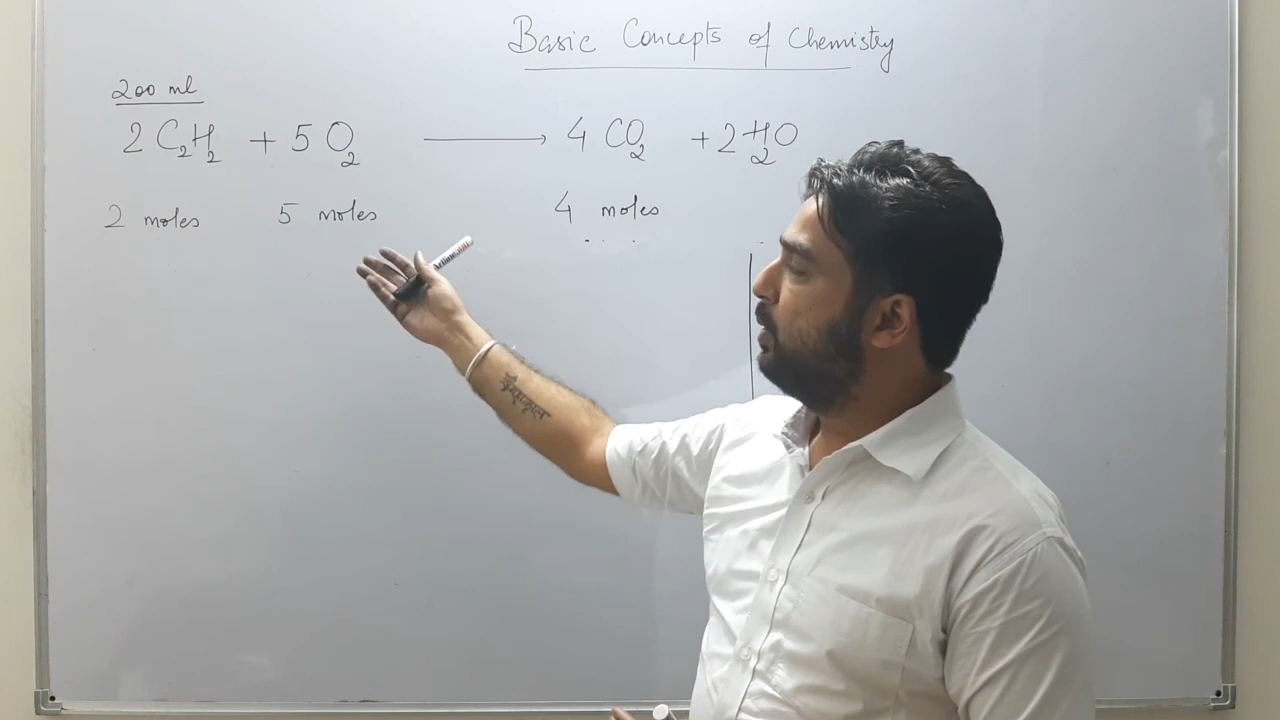 Basic Concepts of Chemistry
200 ml
2 C₂H₂ + 5 O₂ → 4 CO₂ + 2 H₂O
2 moles 5 moles 4 moles
Artline